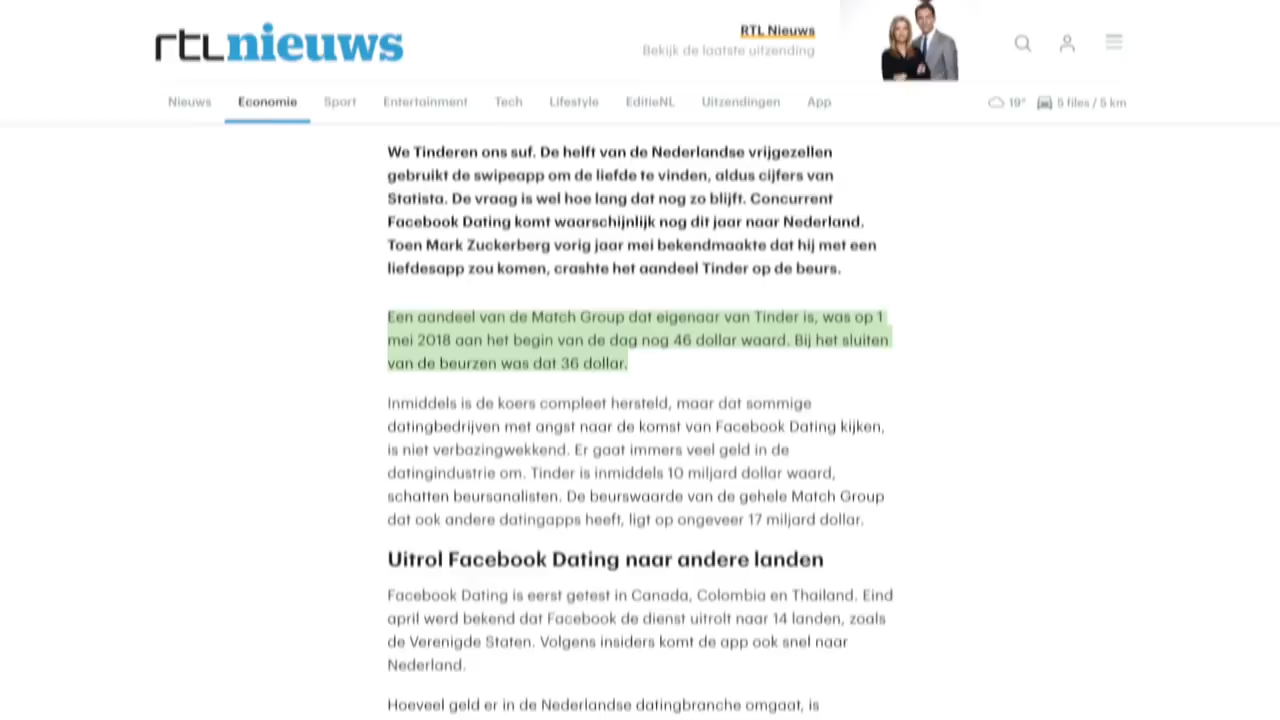 rtlnieuws
RTL Nieuws
Bekijk de laatste uitzending
Nieuws Economie Sport Entertainment Tech Lifestyle EditieNL Uitzendingen App 19° 5 files / 5 km
We Tinderen ons suf. De helft van de Nederlandse vrijgezellen
gebruikt de swipeapp om de liefde te vinden, aldus cijfers van
Statista. De vraag is wel hoe lang dat nog zo blijft. Concurrent
Facebook Dating komt waarschijnlijk nog dit jaar naar Nederland.
Toen Mark Zuckerberg vorig jaar mei bekendmaakte dat hij met een
liefdesapp zou komen, crashte het aandeel Tinder op de beurs.
Een aandeel van de Match Group dat eigenaar van Tinder is, was op 1
mei 2018 aan het begin van de dag nog 46 dollar waard. Bij het sluiten
van de beurzen was dat 36 dollar.
Inmiddels is de koers compleet hersteld, maar dat sommige
datingbedrijven met angst naar de komst van Facebook Dating kijken,
is niet verbazingwekkend. Er gaat immers veel geld in de
datingindustrie om. Tinder is inmiddels 10 miljard dollar waard,
schatten beursanalisten. De beurswaarde van de gehele Match Group
dat ook andere datingapps heeft, ligt op ongeveer 17 miljard dollar.
Uitrol Facebook Dating naar andere landen
Facebook Dating is eerst getest in Canada, Colombia en Thailand. Eind
april werd bekend dat Facebook de dienst uitrolt naar 14 landen, zoals
de Verenigde Staten. Volgens insiders komt de app ook snel naar
Nederland.
Hoeveel geld er in de Nederlandse datingbranche omgaat, is